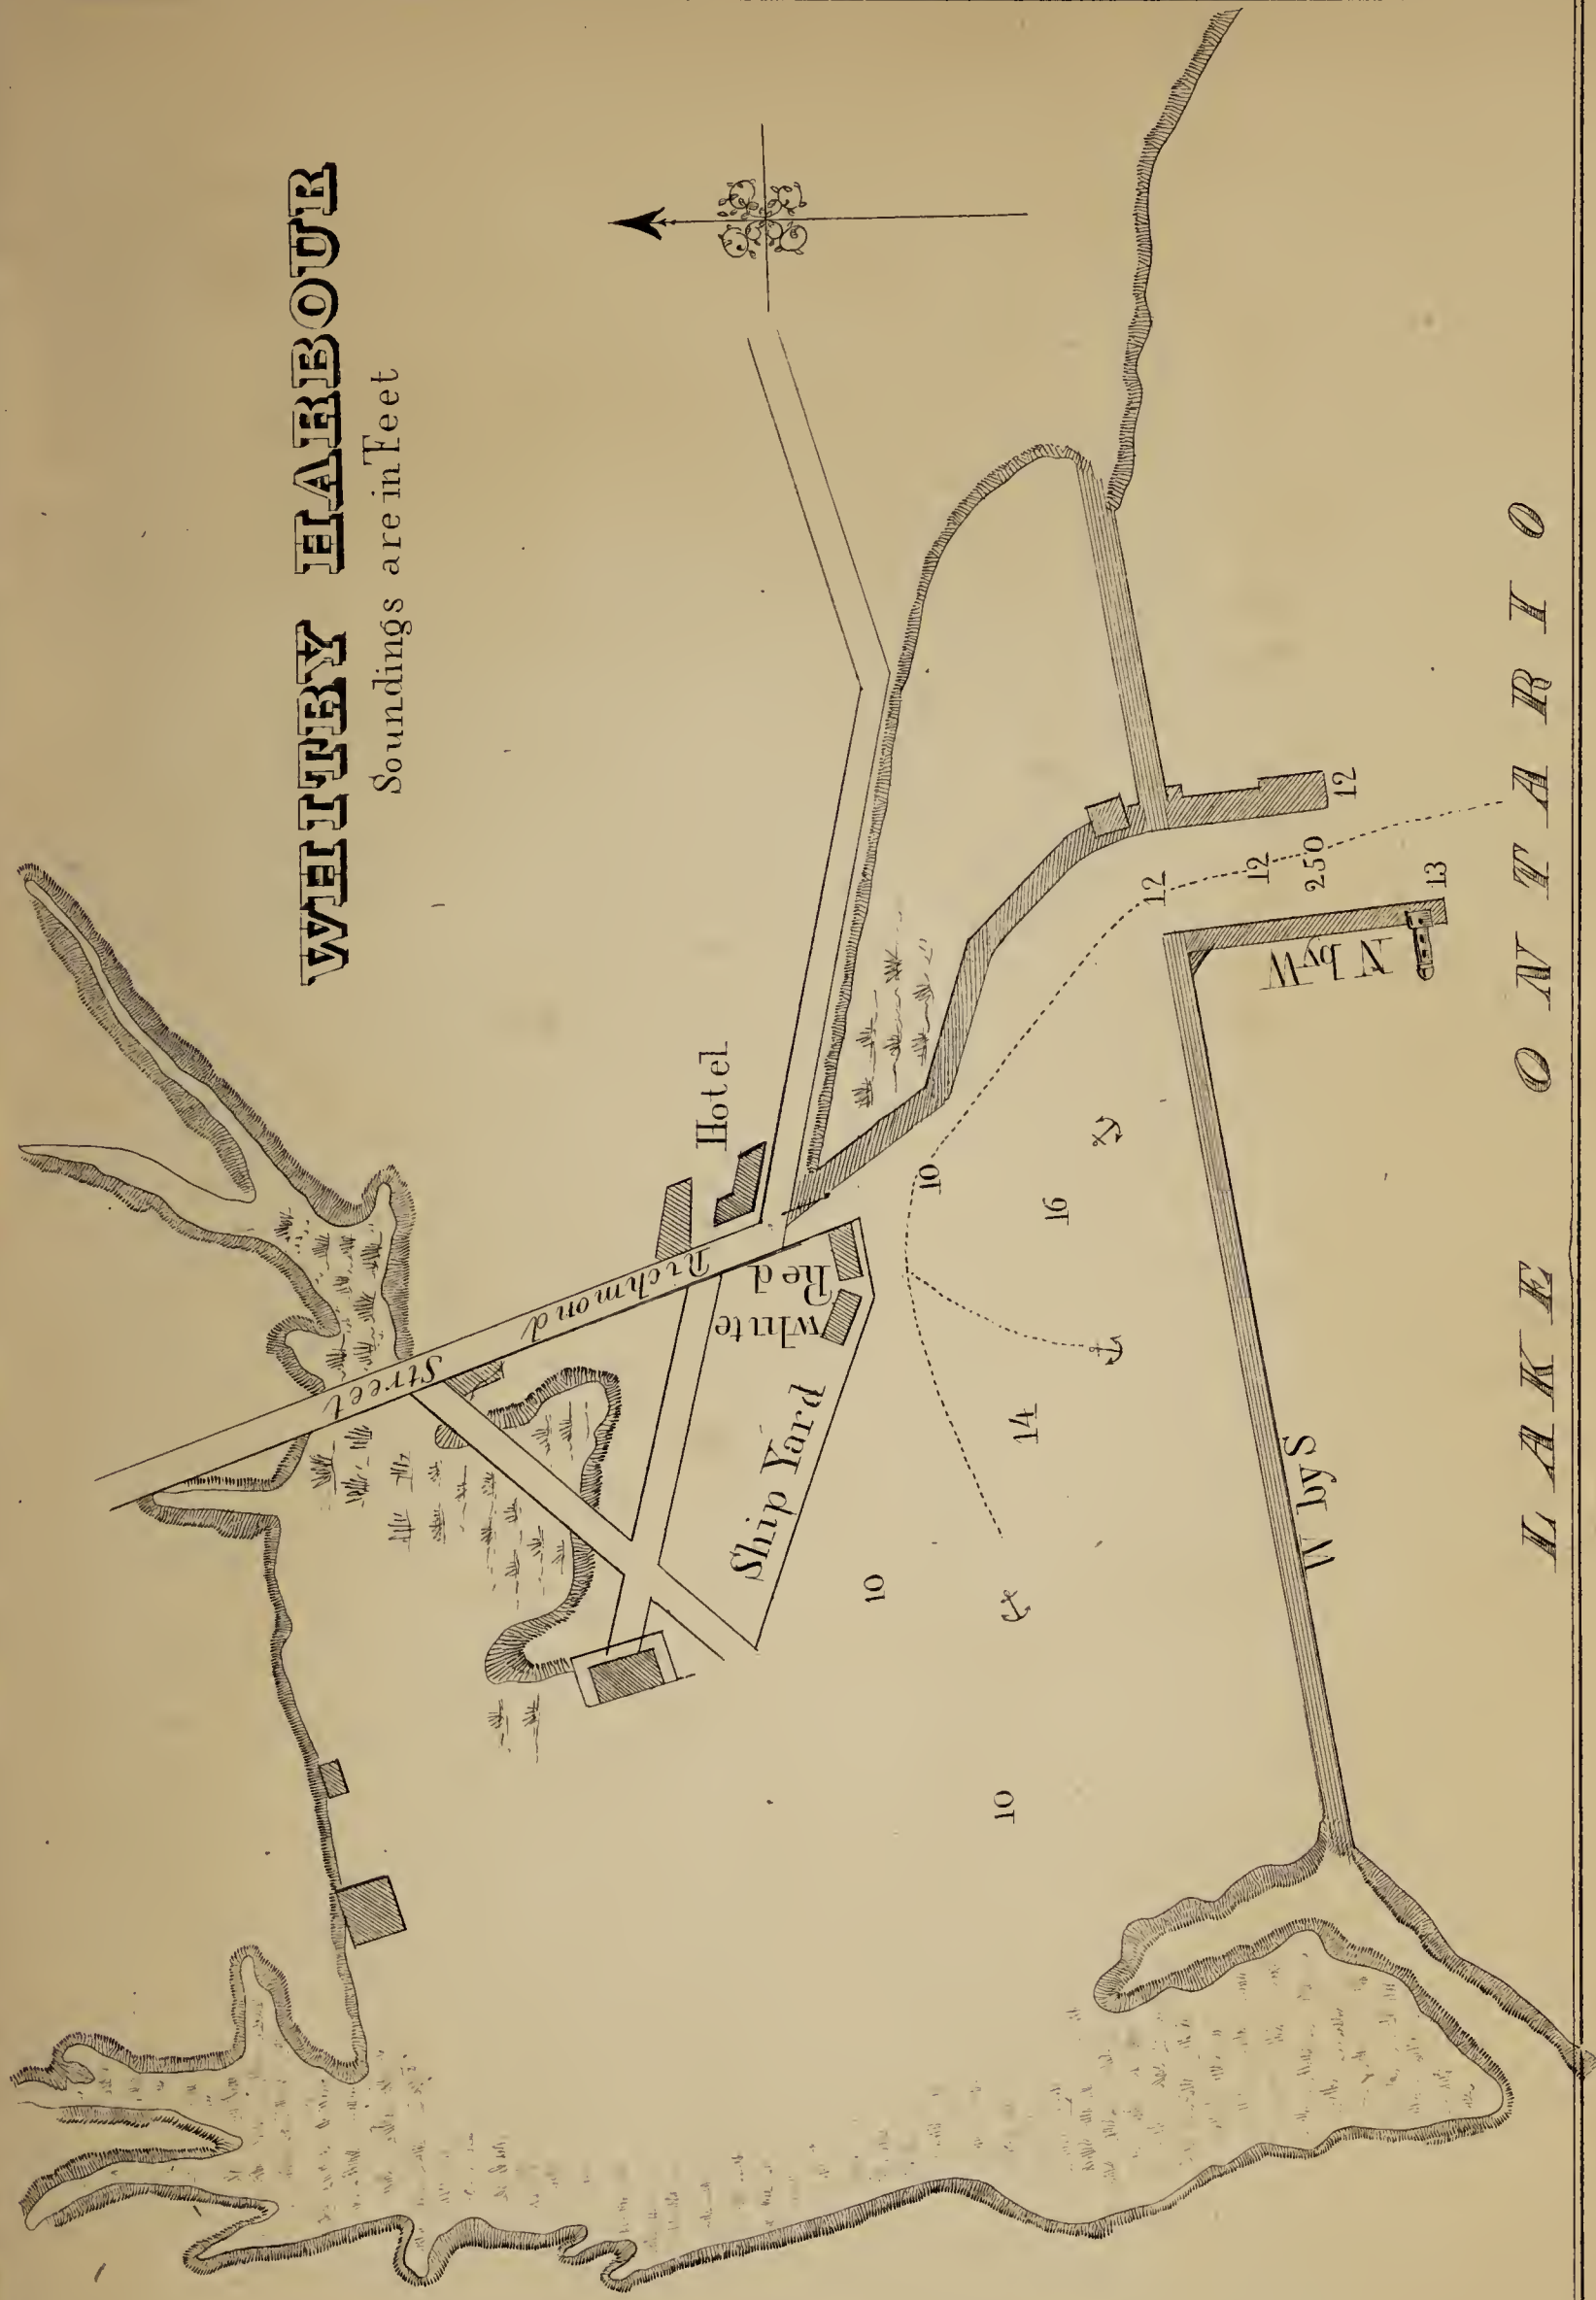 WHITBY HARBOUR
Sounding​s are in Feet
Street
Richmond
Hotel
Red
White
Ship Yard
10
10
10
14
16
12
12
250
12
13
N by W
W by S
LAKE ONTARIO